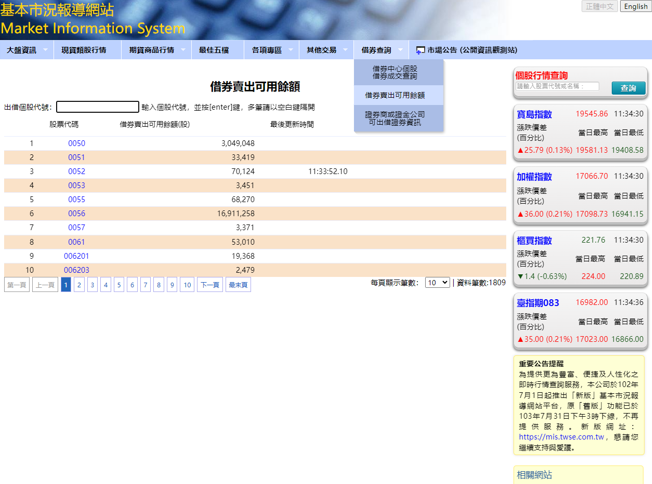 基本市況報導網站
Market Information System
正體中文 English
大盤資訊 現貨類股行情 期貨商品行情 最佳五檔 各項專區 其他交易 借券查詢 市場公告 (公開資訊觀測站)
借券中心個股
借券成交查詢
借券賣出可用餘額
證券商或證金公司
可出借證券資訊
借券賣出可用餘額
出借個股代號: 輸入個股代號，並按[enter]鍵，多筆請以空白鍵隔開
股票代碼 借券賣出可用餘額(股) 最後更新時間
1 0050 3,049,048
2 0051 33,419
3 0052 70,124 11:33:52.10
4 0053 3,451
5 0055 68,270
6 0056 16,911,258
7 0057 3,371
8 0061 53,010
9 006201 19,368
10 006203 2,479
第一頁 上一頁 1 2 3 4 5 6 7 8 9 10 下一頁 最末頁
每頁顯示筆數： 10 | 資料筆數:1809
個股行情查詢
請輸入股票代號或名稱
查詢
寶島指數 19545.86 11:34:30
漲跌價差
(百分比) 當日最高 當日最低
▲25.79 (0.13%) 19581.13 19408.58
加權指數 17066.70 11:34:30
漲跌價差
(百分比) 當日最高 當日最低
▲36.00 (0.21%) 17098.73 16941.15
櫃買指數 221.76 11:34:30
漲跌價差
(百分比) 當日最高 當日最低
▼1.4 (-0.63%) 224.00 220.89
臺指期083 16982.00 11:34:36
漲跌價差
(百分比) 當日最高 當日最低
▲35.00 (0.21%) 17023.00 16866.00
重要公告提醒
為提供更為豐富、便捷及人性化之
即時行情查詢服務，本公司於102年
7月1日起推出「新版」基本市況報
導網站平台，原「舊版」功能已於
103年7月31日下午3時下線，不再
提供服務。新版網址：
https://mis.twse.com.tw，懇請您
繼續支持與愛護。
相關網站